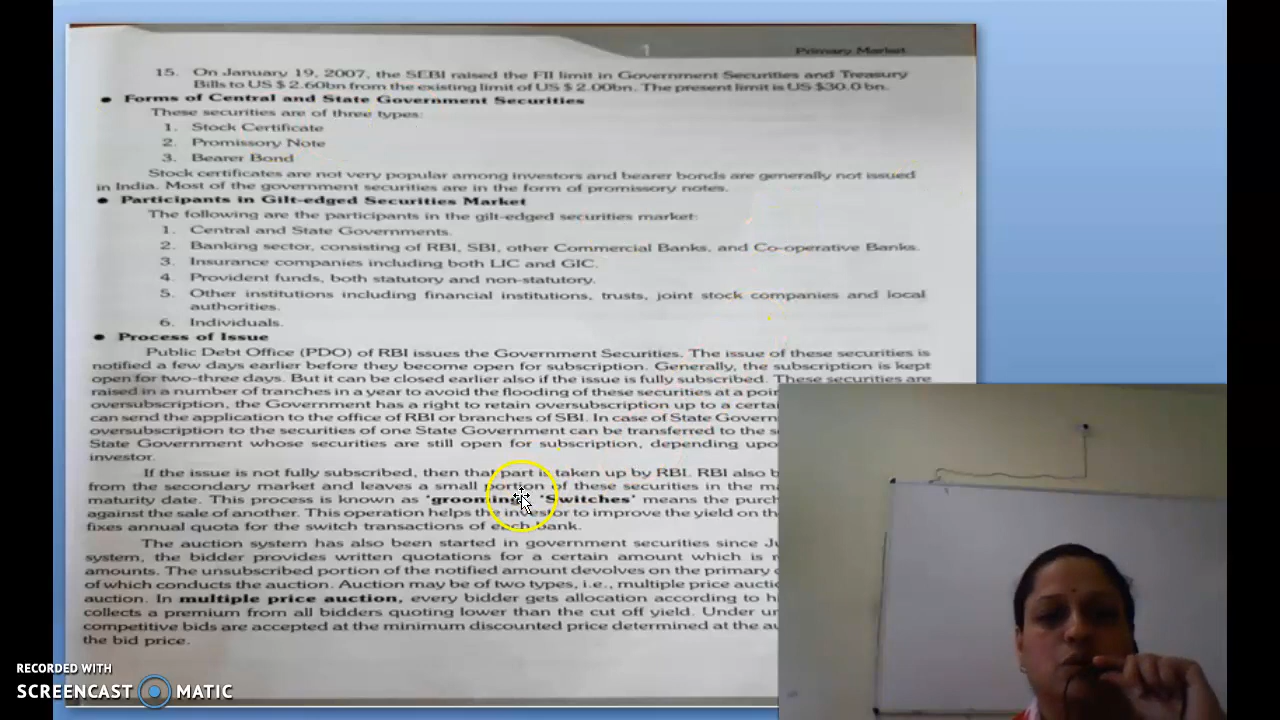 1
Primary Market
15. On January 19, 2007, the SEBI raised the FII limit in Government Securities and Treasury
Bills to US $ 2.60bn from the existing limit of US $ 2.00bn. The present limit is US $30.0 bn.
● Forms of Central and State Government Securities
These securities are of three types:
1. Stock Certificate
2. Promissory Note
3. Bearer Bond
Stock certificates are not very popular among investors and bearer bonds are generally not issued
in India. Most of the government securities are in the form of promissory notes.
● Participants in Gilt-edged Securities Market
The following are the participants in the gilt-edged securities market:
1. Central and State Governments.
2. Banking sector, consisting of RBI, SBI, other Commercial Banks, and Co-operative Banks.
3. Insurance companies including both LIC and GIC.
4. Provident funds, both statutory and non-statutory.
5. Other institutions including financial institutions, trusts, joint stock companies and local
authorities.
6. Individuals.
● Process of Issue
Public Debt Office (PDO) of RBI issues the Government Securities. The issue of these securities is
notified a few days earlier before they become open for subscription. Generally, the subscription is kept
open for two-three days. But it can be closed earlier also if the issue is fully subscribed. These securities are
raised in a number of tranches in a year to avoid the flooding of these securities at a
oversubscription, the Government has a right to retain oversubscription up to a
can send the application to the office of RBI or branches of SBI. In case of State
oversubscription to the securities of one State Government can be transferred to the
State Government whose securities are still open for subscription, depending
investor.
If the issue is not fully subscribed, then that part is taken up by RBI. RBI also
from the secondary market and leaves a small portion of these securities in the
maturity date. This process is known as 'grooming' 'Switches' means the
against the sale of another. This operation helps the investor to improve the yield on
fixes annual quota for the switch transactions of each bank.
The auction system has also been started in government securities since
system, the bidder provides written quotations for a certain amount which is
amounts. The unsubscribed portion of the notified amount devolves on the primary
of which conducts the auction. Auction may be of two types, i.e., multiple price
auction. In multiple price auction, every bidder gets allocation according to
collects a premium from all bidders quoting lower than the cut off yield. Under
competitive bids are accepted at the minimum discounted price determined at the
the bid price.
RECORDED WITH
SCREENCAST MATIC